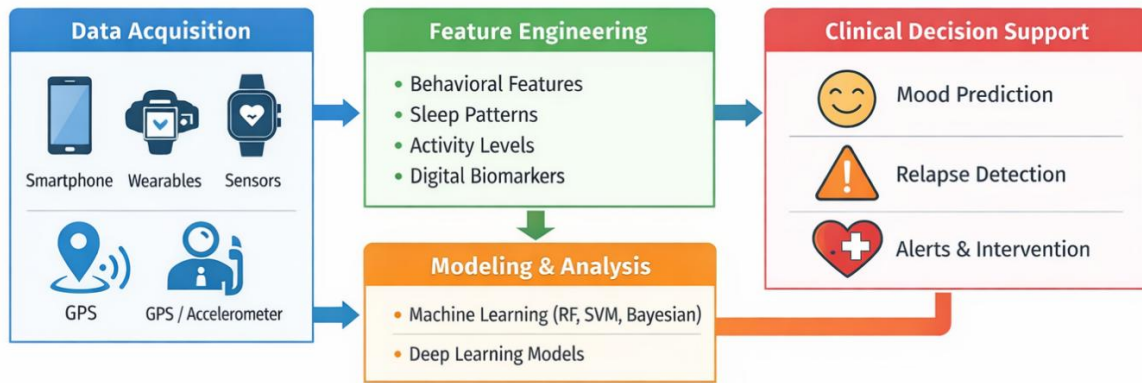 Data Acquisition
Smartphone
Wearables
Sensors
GPS
GPS / Accelerometer
Feature Engineering
• Behavioral Features
• Sleep Patterns
• Activity Levels
• Digital Biomarkers
Modeling & Analysis
• Machine Learning (RF, SVM, Bayesian)
• Deep Learning Models
Clinical Decision Support
Mood Prediction
Relapse Detection
Alerts & Intervention